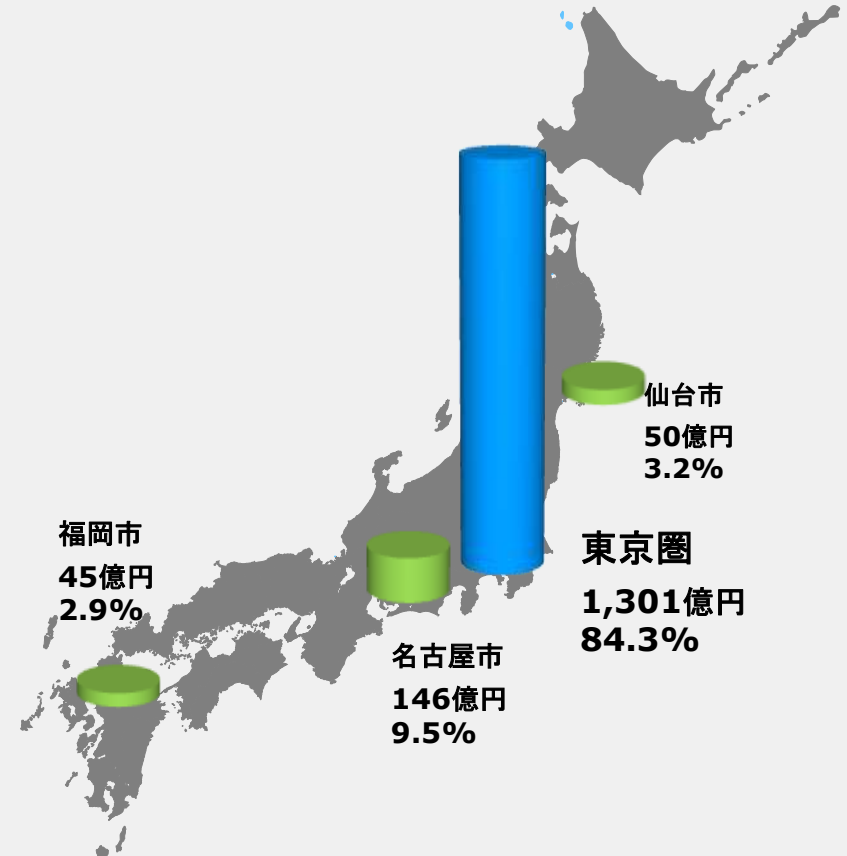 仙台市
50億円
3.2%
福岡市
45億円
2.9%
東京圏
1,301億円
84.3%
名古屋市
146億円
9.5%